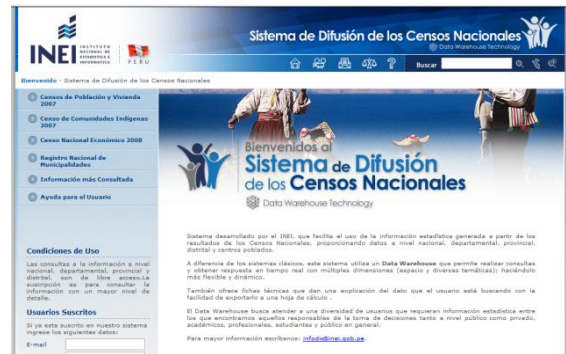 INEI
INSTITUTO
NACIONAL DE
ESTADISTICA E
INFORMATICA
PERU
Sistema de Difusión de los Censos Nacionales
Data Warehouse Technology
Buscar
Bienvenido - Sistema de Difusión de los Censos Nacionales
Censos de Población y Vivienda
2007
Censo de Comunidades Indígenas
2007
Censo Nacional Económico 2008
Registro Nacional de
Municipalidades
Información más Consultada
Ayuda para el Usuario
Bienvenidos al
Sistema de Difusión
de los Censos Nacionales
Data Warehouse Technology
Condiciones de Uso
Las consultas a la información a nivel
nacional, departamental, provincial y
distrital, son de libre acceso.La
suscripción es para consultar la
información con un mayor nivel de
detalle.
Usuarios Suscritos
Si ya esta suscrito en nuestro sistema
ingrese los siguientes datos:
E-mail
Sistema desarrollado por el INEI, que facilita el uso de la información estadística generada a partir de los
resultados de los Censos Nacionales, proporcionando datos a nivel nacional, departamental, provincial,
distrital y centros poblados.
A diferencia de los sistemas clásicos, este sistema utiliza un Data Warehouse que permite realizar consultas
y obtener respuesta en tiempo real con múltiples dimensiones (espacio y diversas temáticas); haciéndolo
más flexible y dinámico.
También ofrece fichas técnicas que dan una explicación del dato que el usuario está buscando con la
facilidad de exportarlo a una hoja de cálculo .
El Data Warehouse busca atender a una diversidad de usuarios que requieran información estadística entre
los que encontramos aquellos responsables de la toma de decisiones tanto a nivel público como privado,
académicos, profesionales, estudiantes y público en general.
Para mayor información escríbanos: infodw@inei.gob.pe.